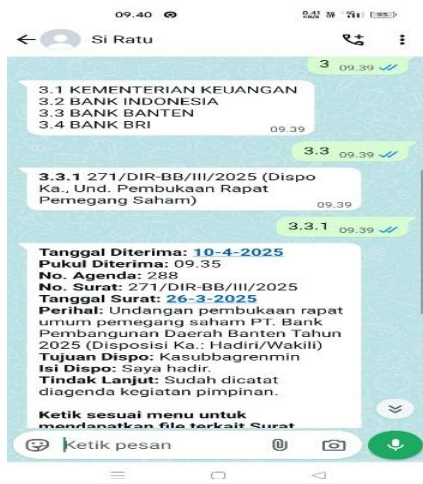 09.40
Si Ratu
3 09.39
3.1 KEMENTERIAN KEUANGAN
3.2 BANK INDONESIA
3.3 BANK BANTEN
3.4 BANK BRI
09.39
3.3 09.39
3.3.1 271/DIR-BB/III/2025 (Dispo
Ka., Und. Pembukaan Rapat
Pemegang Saham)
09.39
3.3.1 09.39
Tanggal Diterima: 10-4-2025
Pukul Diterima: 09.35
No. Agenda: 288
No. Surat: 271/DIR-BB/III/2025
Tanggal Surat: 26-3-2025
Perihal: Undangan pembukaan rapat
umum pemegang saham PT. Bank
Pembangunan Daerah Banten Tahun
2025 (Disposisi Ka.: Hadiri/Wakili)
Tujuan Dispo: Kasubbagrenmin
Isi Dispo: Saya hadir.
Tindak Lanjut: Sudah dicatat
diagenda kegiatan pimpinan.
Ketik sesuai menu untuk
mendapatkan file terkait Surat
Ketik pesan